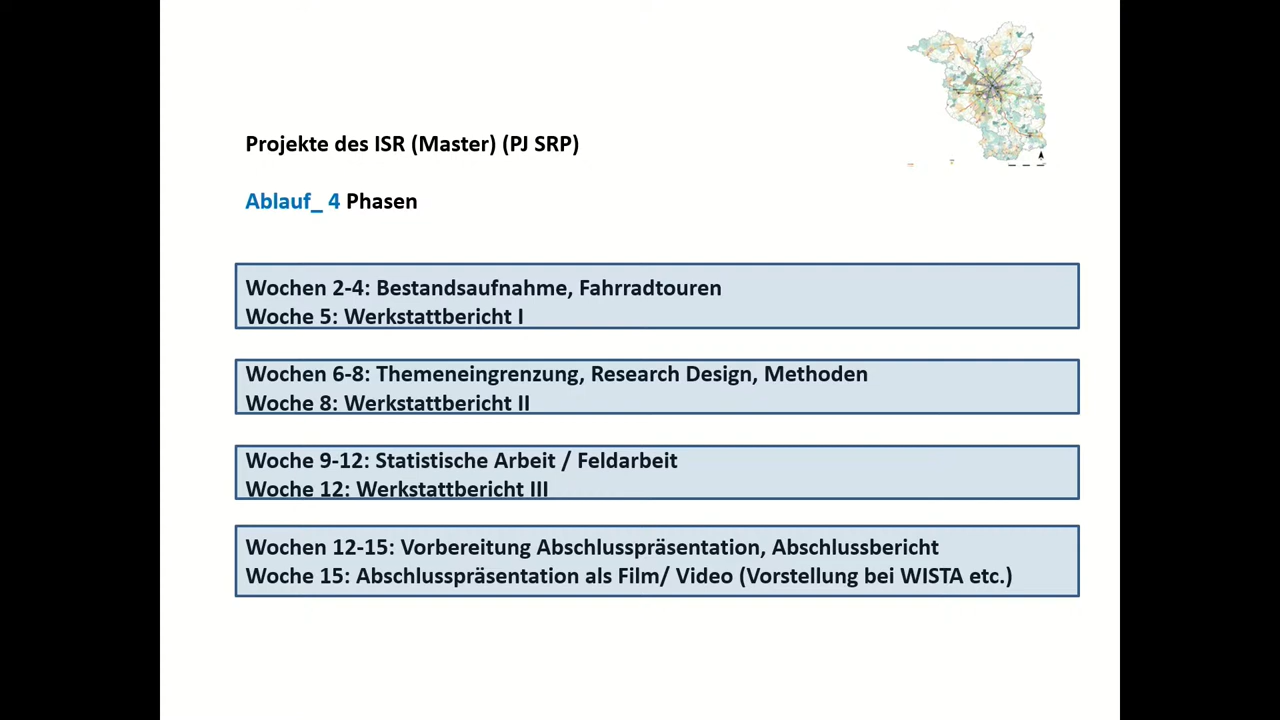 Projekte des ISR (Master) (PJ SRP)
Ablauf_ 4 Phasen
Wochen 2-4: Bestandsaufnahme, Fahrradtouren
Woche 5: Werkstattbericht I
Wochen 6-8: Themeneingrenzung, Research Design, Methoden
Woche 8: Werkstattbericht II
Woche 9-12: Statistische Arbeit / Feldarbeit
Woche 12: Werkstattbericht III
Wochen 12-15: Vorbereitung Abschlusspräsentation, Abschlussbericht
Woche 15: Abschlusspräsentation als Film/ Video (Vorstellung bei WISTA etc.)